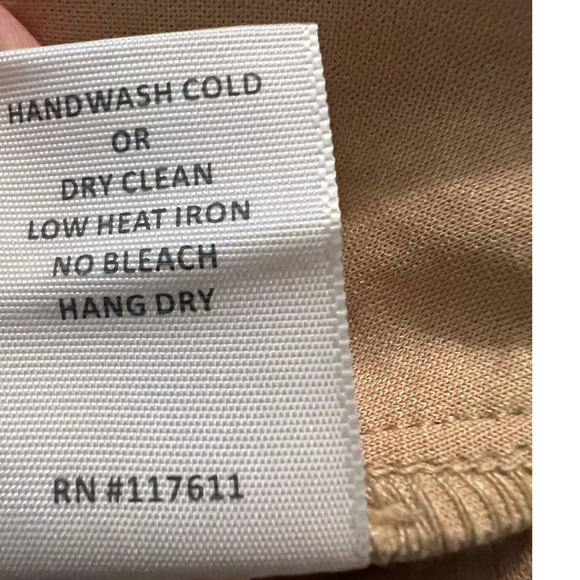 HANDWASH COLD
OR
DRY CLEAN
LOW HEAT IRON
NO BLEACH
HANG DRY
RN #117611